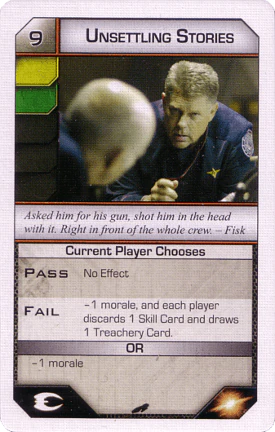 9
UNSETTLING STORIES
Asked him for his gun, shot him in the head
with it. Right in front of the whole crew. – Fisk
Current Player Chooses
PASS No Effect
FAIL –1 morale, and each player
discards 1 Skill Card and draws
1 Treachery Card.
OR
–1 morale